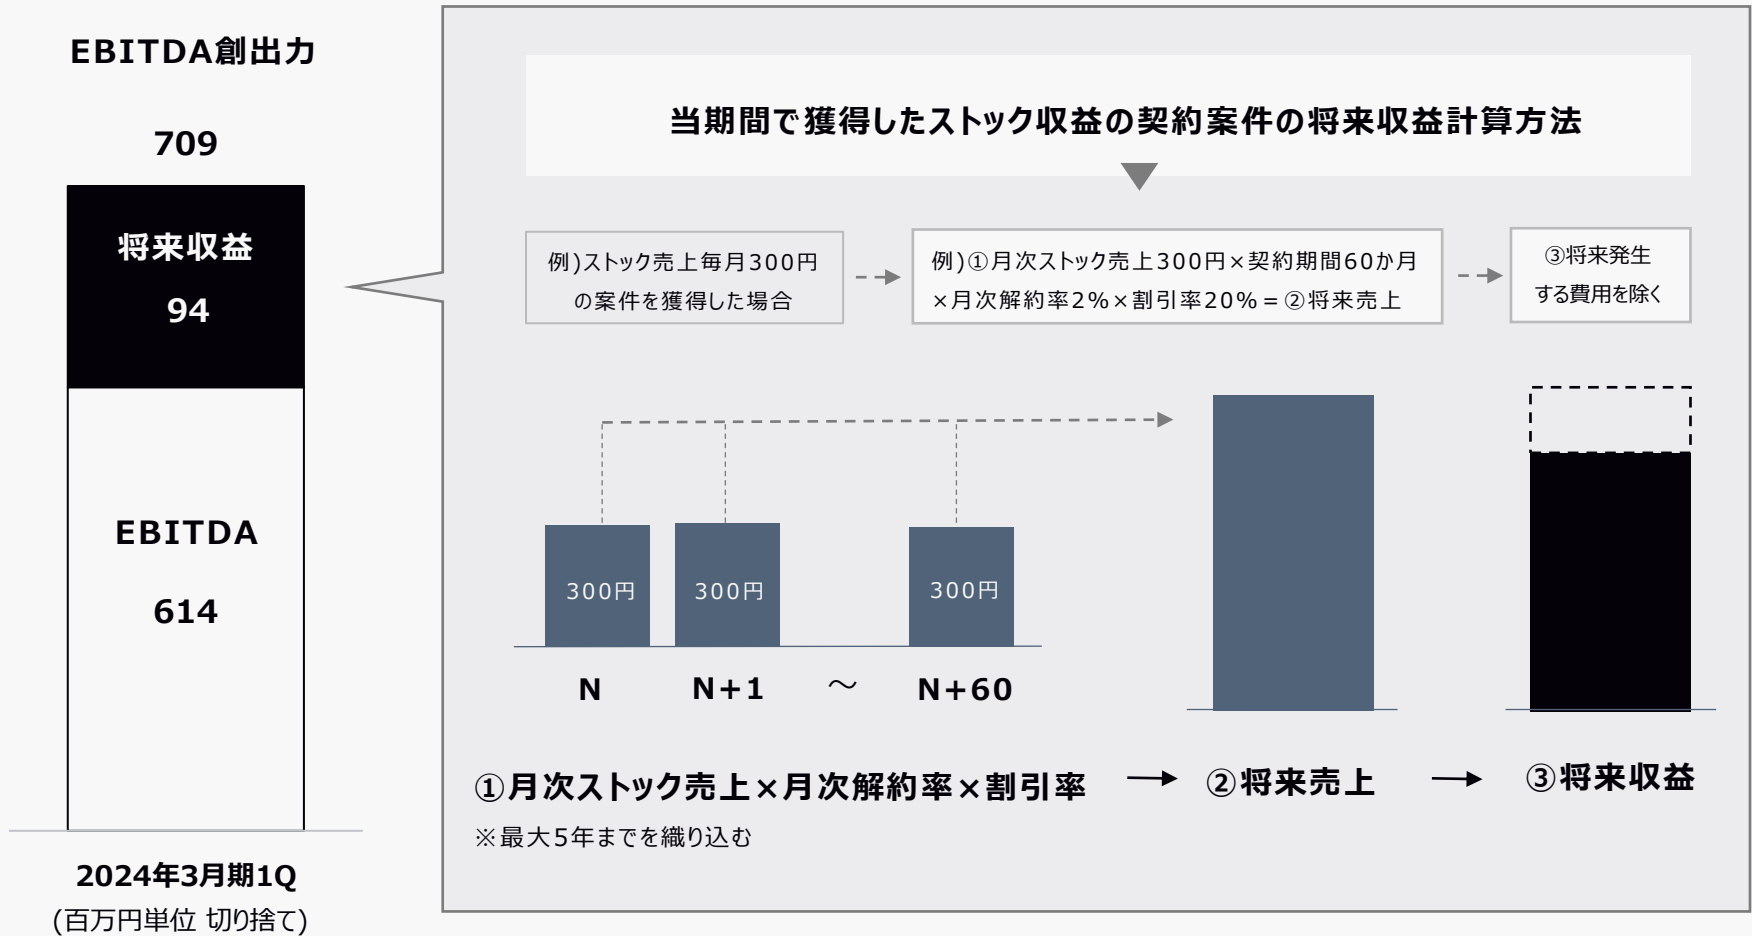 EBITDA創出力
709
将来収益
94
EBITDA
614
2024年3月期1Q
(百万円単位 切り捨て)
当期間で獲得したストック収益の契約案件の将来収益計算方法
例)ストック売上毎月300円
の案件を獲得した場合
例)①月次ストック売上300円×契約期間60か月
×月次解約率2%×割引率20%=②将来売上
③将来発生
する費用を除く
300円
300円
300円
N
N+1
～
N+60
①月次ストック売上×月次解約率×割引率
②将来売上
③将来収益
※最大5年までを織り込む